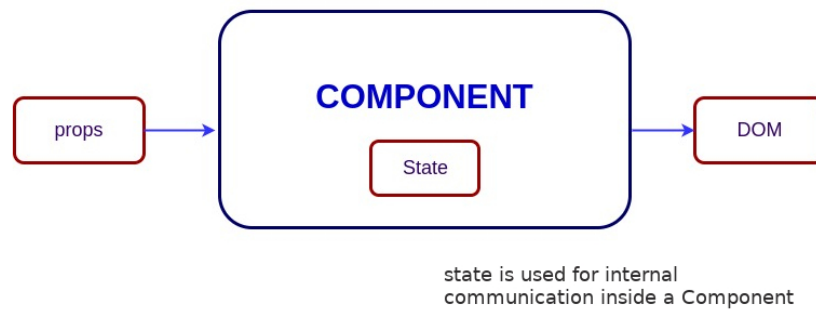 COMPONENT
props
State
DOM
state is used for internal
communication inside a Component